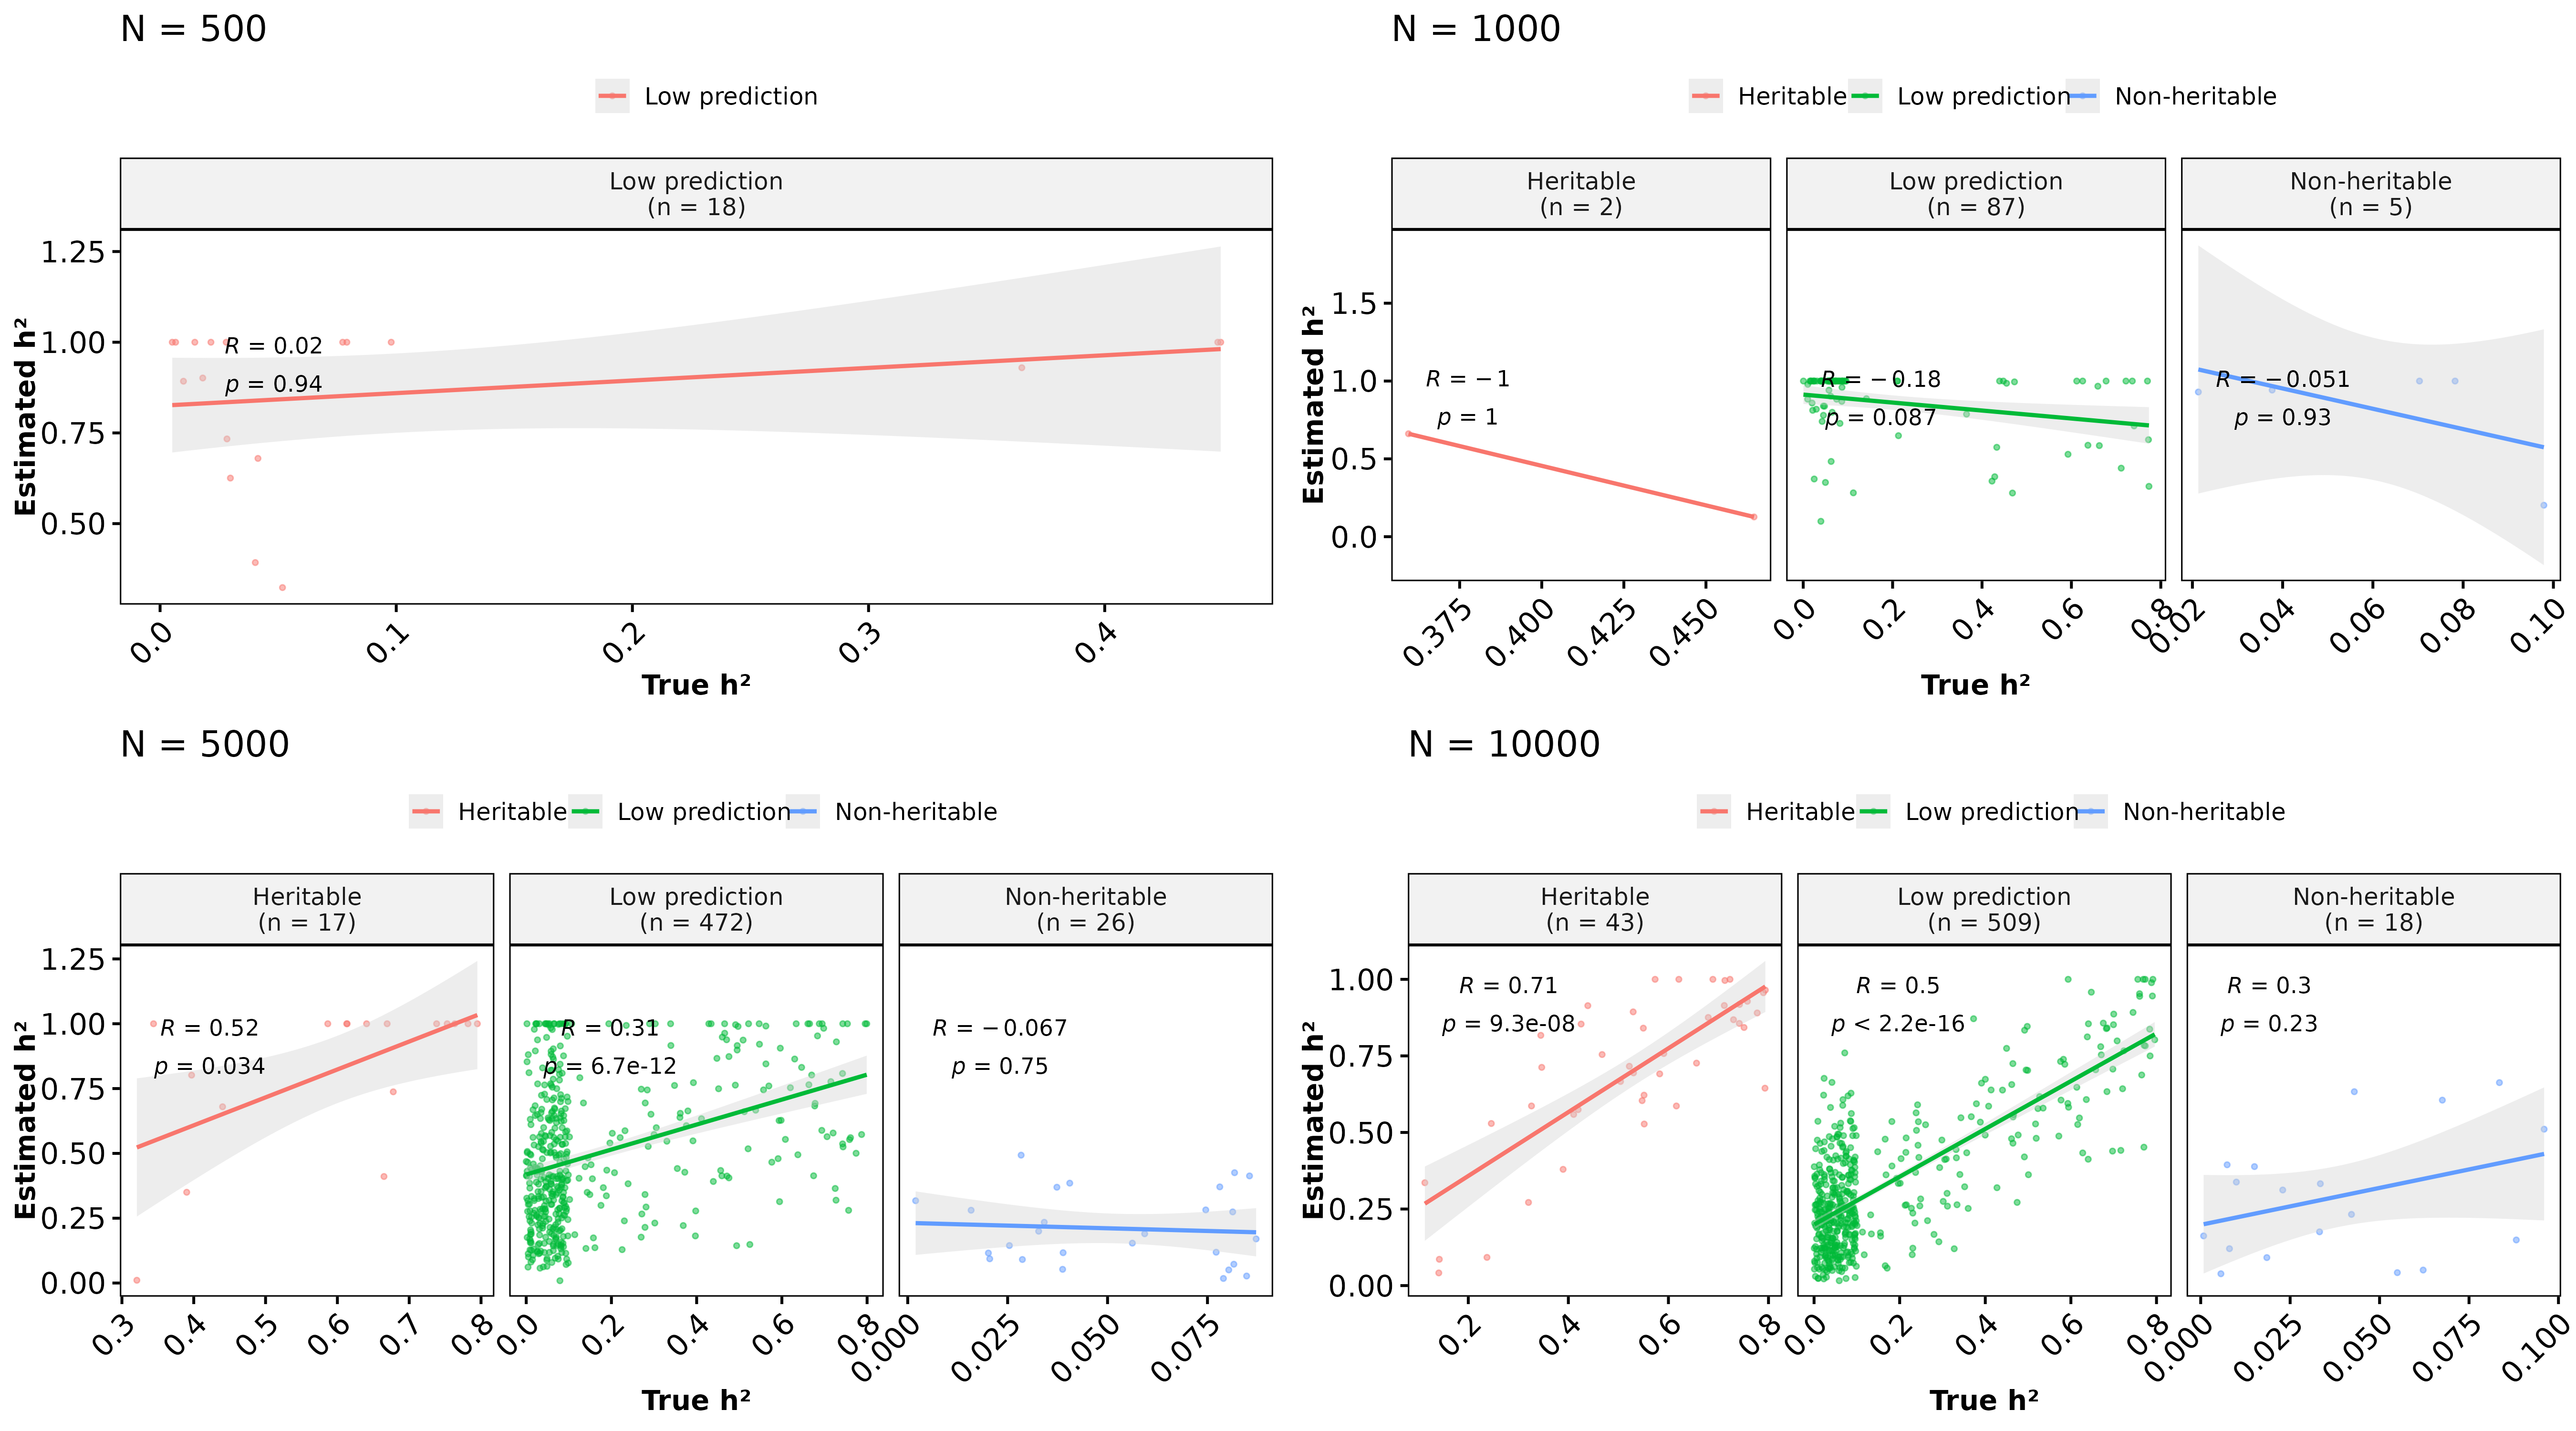 N = 500
Low prediction
Low prediction
(n = 18)
Estimated h²
1.25
1.00
0.75
0.50
R = 0.02
p = 0.94
0.0
0.1
0.2
0.3
0.4
True h²
N = 1000
Heritable
Low prediction
Non-heritable
Heritable
(n = 2)
Low prediction
(n = 87)
Non-heritable
(n = 5)
Estimated h²
1.5
1.0
0.5
0.0
R = −1
p = 1
R = −0.18
p = 0.087
R = −0.051
p = 0.93
0.375
0.400
0.425
0.450
0.0
0.2
0.4
0.6
0.8
0.02
0.04
0.06
0.08
0.10
True h²
N = 5000
Heritable
Low prediction
Non-heritable
Heritable
(n = 17)
Low prediction
(n = 472)
Non-heritable
(n = 26)
Estimated h²
1.25
1.00
0.75
0.50
0.25
0.00
R = 0.52
p = 0.034
R = 0.31
p = 6.7e-12
R = −0.067
p = 0.75
0.3
0.4
0.5
0.6
0.7
0.8
0.0
0.2
0.4
0.6
0.8
0.000
0.025
0.050
0.075
True h²
N = 10000
Heritable
Low prediction
Non-heritable
Heritable
(n = 43)
Low prediction
(n = 509)
Non-heritable
(n = 18)
Estimated h²
1.00
0.75
0.50
0.25
0.00
R = 0.71
p = 9.3e-08
R = 0.5
p < 2.2e-16
R = 0.3
p = 0.23
0.2
0.4
0.6
0.8
0.0
0.2
0.4
0.6
0.8
0.000
0.025
0.050
0.075
0.100
True h²